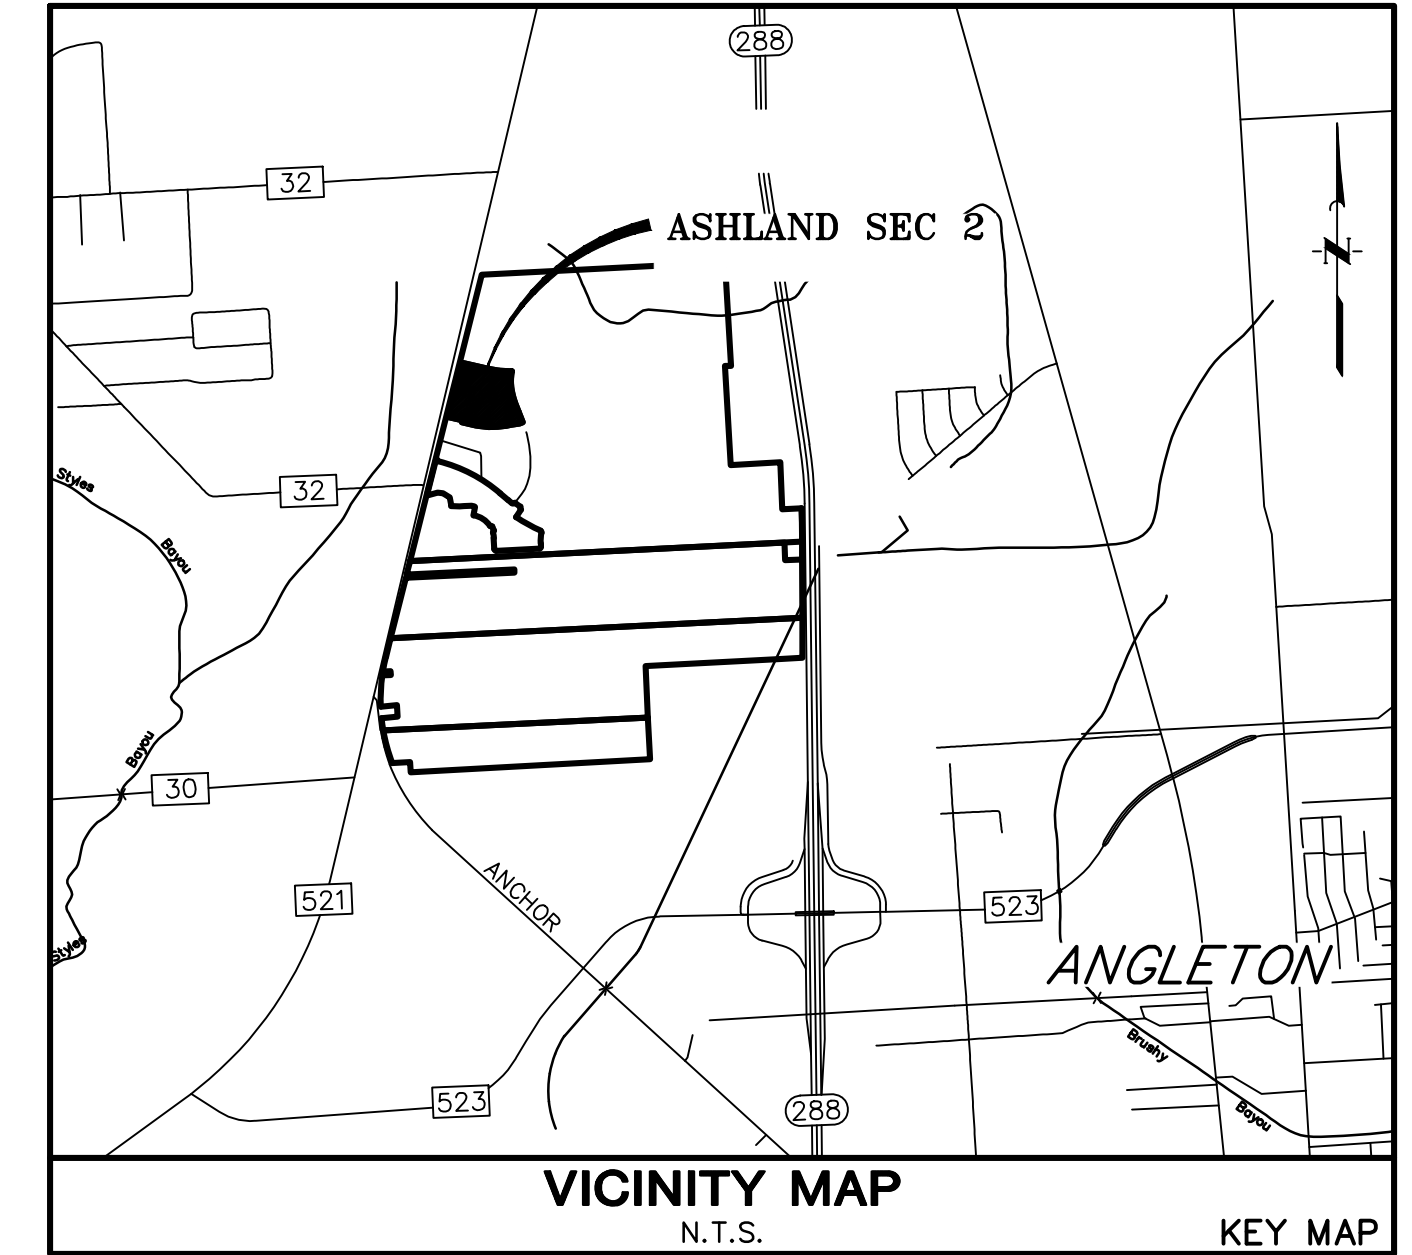 288
32
ASHLAND SEC 2
N
32
Styles
Bayou
Bayou
30
521
ANCHOR
523
Styles
ANGLETON
Brushy
523
288
Bayou
VICINITY MAP
N.T.S.
KEY MAP